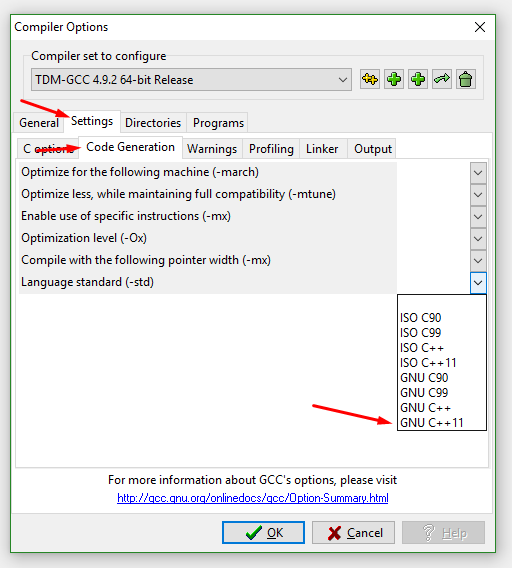 Compiler Options
Compiler set to configure
TDM-GCC 4.9.2 64-bit Release
General Settings Directories Programs
C options Code Generation Warnings Profiling Linker Output
Optimize for the following machine (-march)
Optimize less, while maintaining full compatibility (-mtune)
Enable use of specific instructions (-mx)
Optimization level (-Ox)
Compile with the following pointer width (-mx)
Language standard (-std)
ISO C90
ISO C99
ISO C++
ISO C++11
GNU C90
GNU C99
GNU C++
GNU C++11
For more information about GCC's options, please visit
http://gcc.gnu.org/onlinedocs/gcc/Option-Summary.html
OK Cancel ? Help